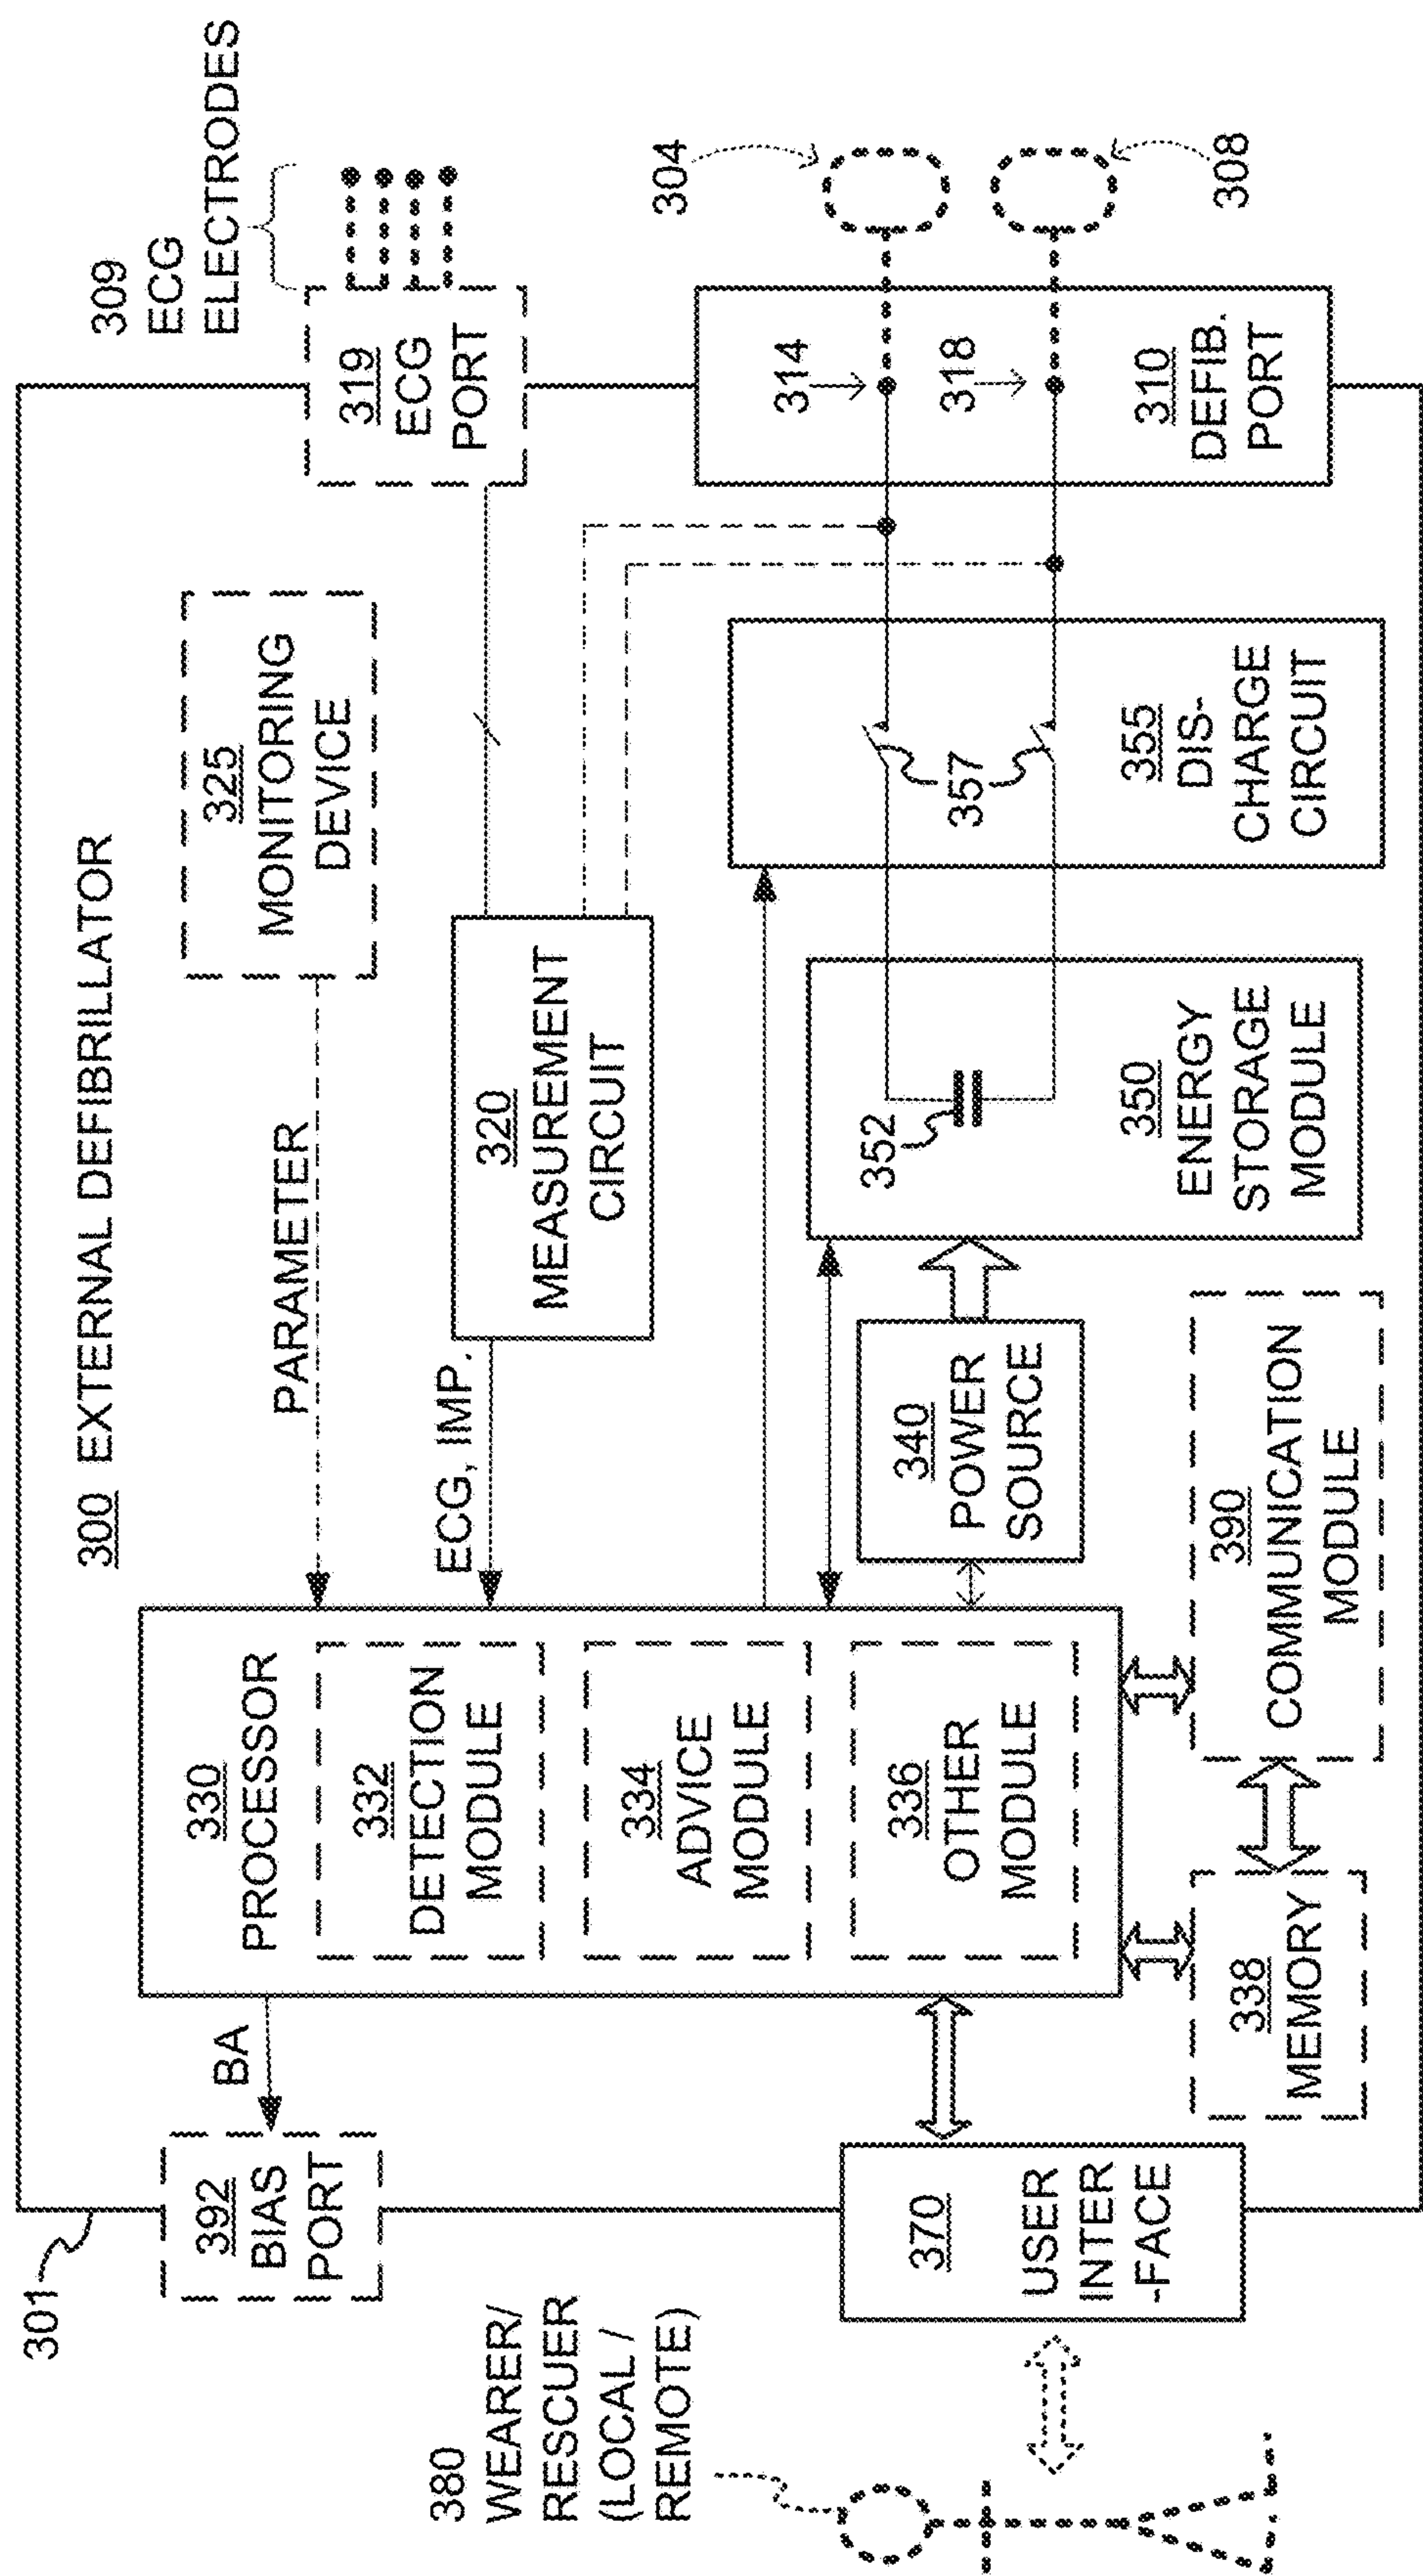 300 EXTERNAL DEFIBRILLATOR
301
309
ECG
ELECTRODES
319
ECG
PORT
325
MONITORING
DEVICE
PARAMETER
392
BIAS
PORT
BA
330
PROCESSOR
332
DETECTION
MODULE
334
ADVICE
MODULE
336
OTHER
MODULE
ECG, IMP.
320
MEASUREMENT
CIRCUIT
304
308
314
318
310
DEFIB.
PORT
357
355
DIS-
CHARGE
CIRCUIT
352
350
ENERGY
STORAGE
MODULE
340
POWER
SOURCE
390
COMMUNICATION
MODULE
338
MEMORY
370
USER
INTER
-FACE
380
WEARER/
RESCUER
(LOCAL /
REMOTE)